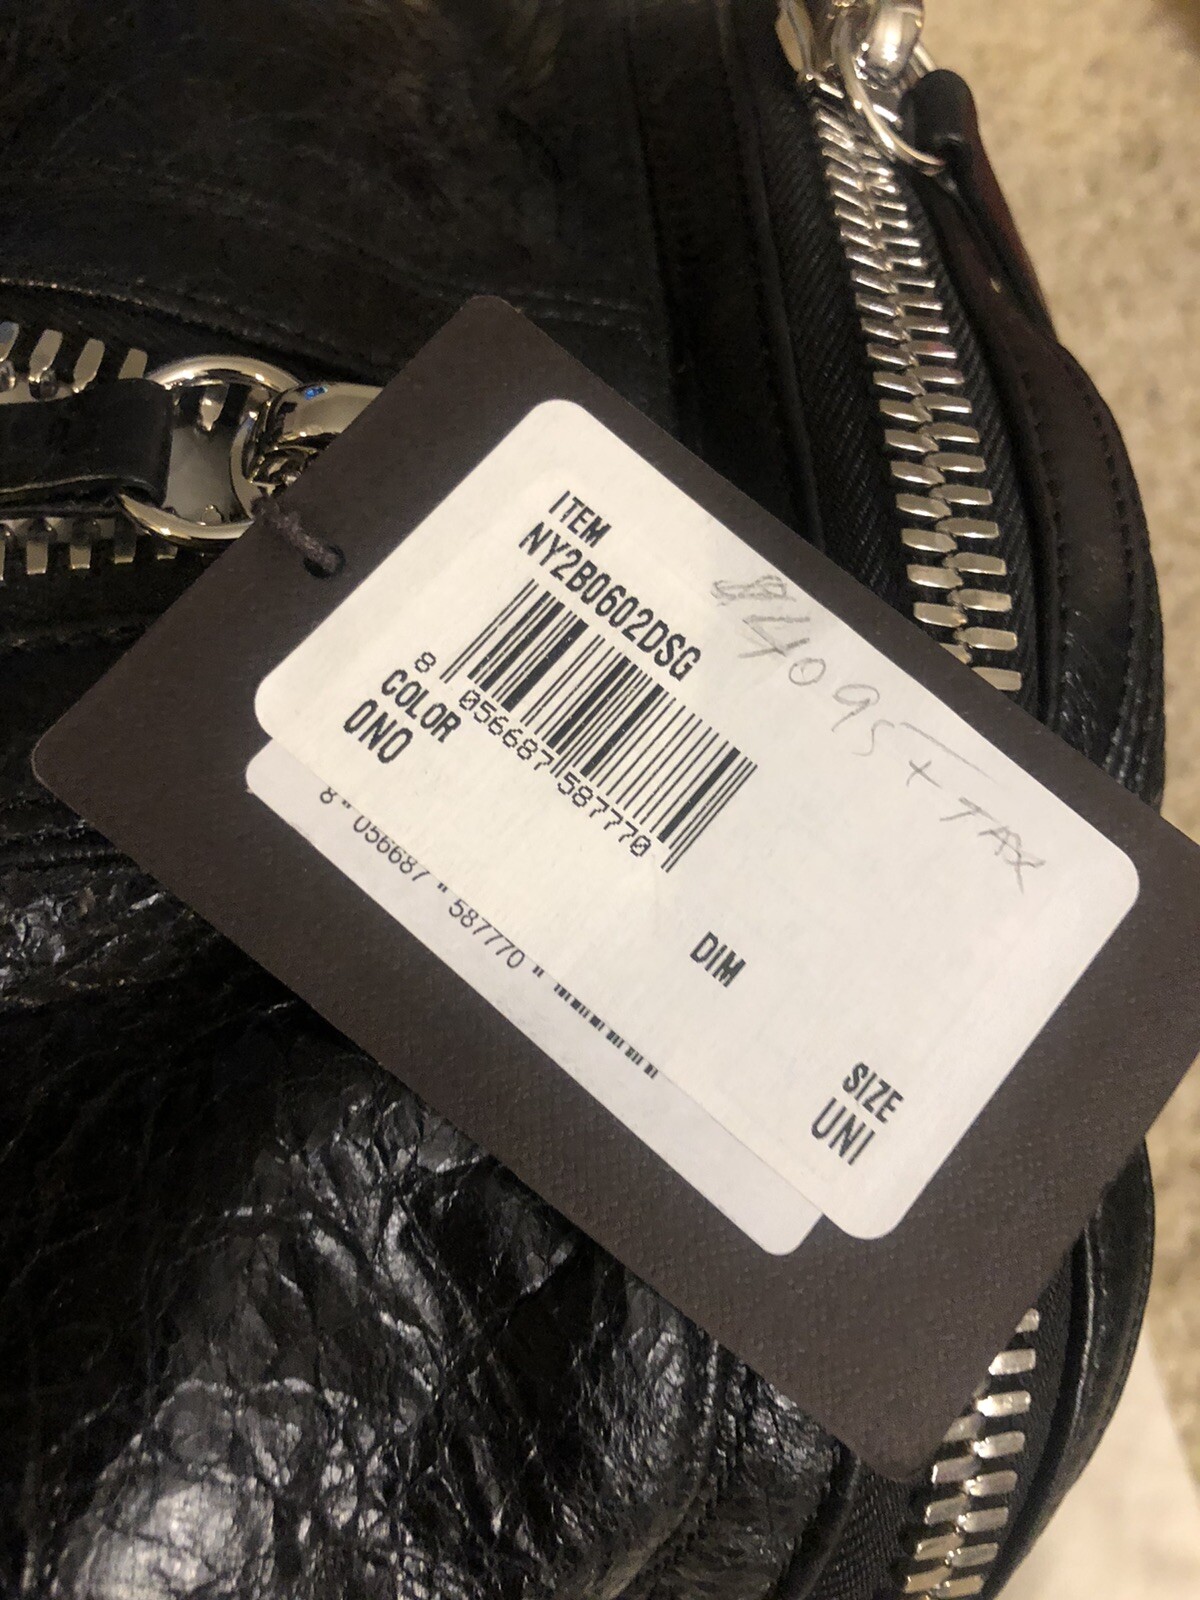 ITEM
NY2B0602DSG
$4095 + TAX
8 056687 587770
COLOR
0N0
8 " 056687 " 587770 "
DIM
SIZE
UNI